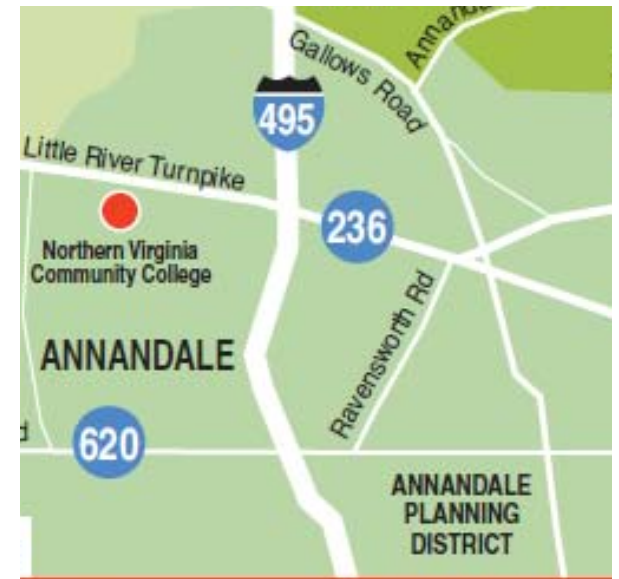 Gallows Road
495
Little River Turnpike
236
Northern Virginia
Community College
Ravensworth Rd
ANNANDALE
620
ANNANDALE
PLANNING
DISTRICT